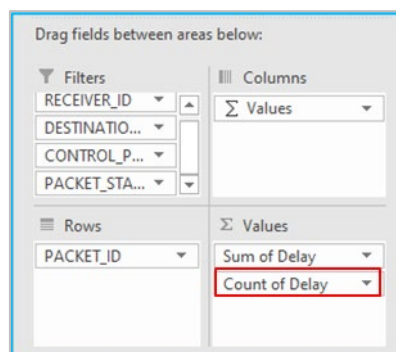 Drag fields between areas below:
Filters
RECEIVER_ID
DESTINATIO...
CONTROL_P...
PACKET_STA...
Columns
Σ Values
Rows
PACKET_ID
Σ Values
Sum of Delay
Count of Delay